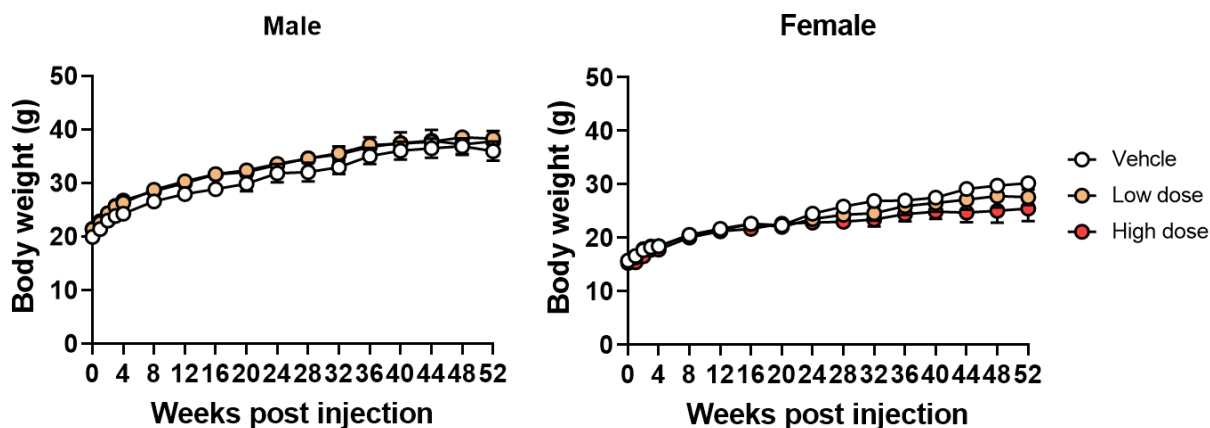 Male
Body weight (g)
50
40
30
20
10
0
0 4 8 12 16 20 24 28 32 36 40 44 48 52
Weeks post injection
Female
Body weight (g)
50
40
30
20
10
0
0 4 8 12 16 20 24 28 32 36 40 44 48 52
Weeks post injection
Vehcle
Low dose
High dose